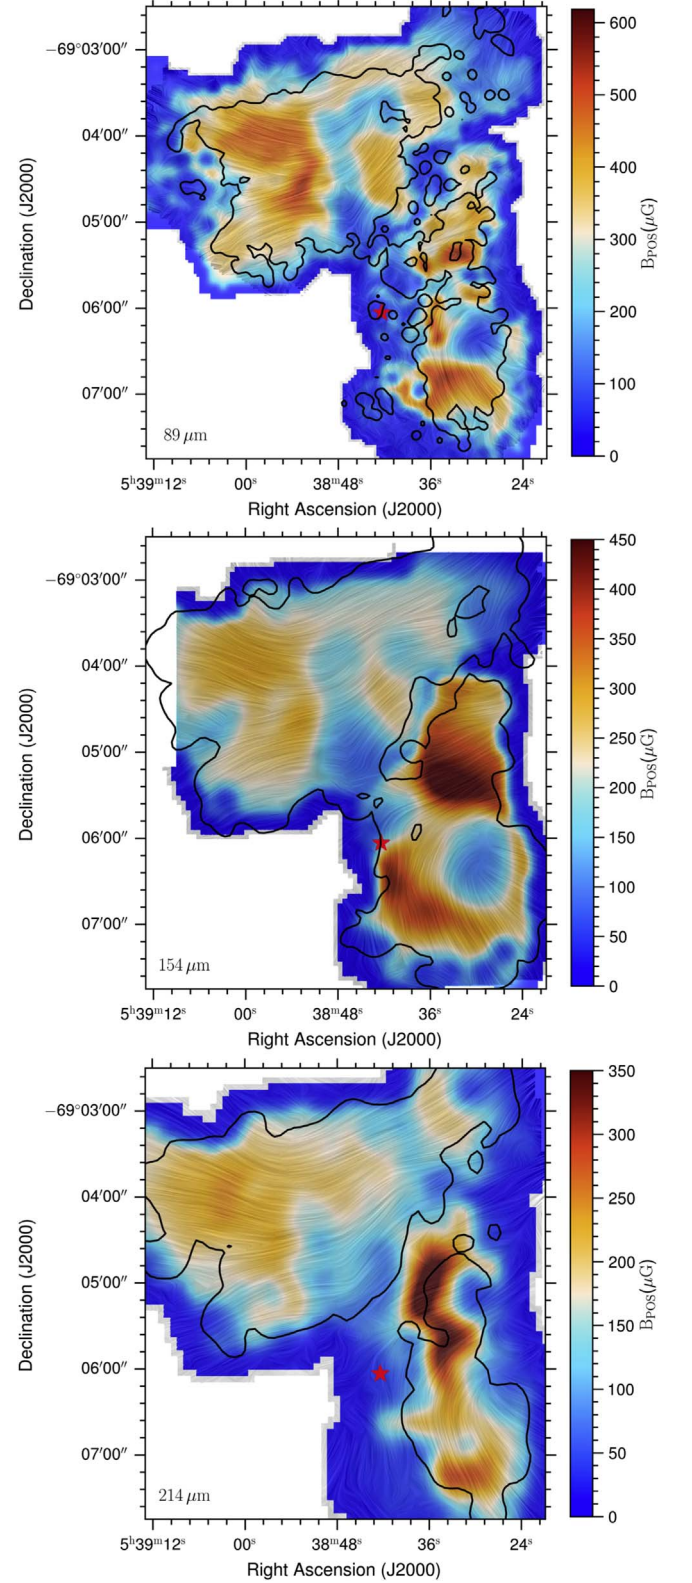 −69°03′00″
04′00″
05′00″
06′00″
07′00″
Declination (J2000)
89 μm
5ʰ39ᵐ12ˢ 00ˢ 38ᵐ48ˢ 36ˢ 24ˢ
Right Ascension (J2000)
600
500
400
300
200
100
0
B_POS(μG)
−69°03′00″
04′00″
05′00″
06′00″
07′00″
Declination (J2000)
154 μm
5ʰ39ᵐ12ˢ 00ˢ 38ᵐ48ˢ 36ˢ 24ˢ
Right Ascension (J2000)
450
400
350
300
250
200
150
100
50
0
B_POS(μG)
−69°03′00″
04′00″
05′00″
06′00″
07′00″
Declination (J2000)
214 μm
5ʰ39ᵐ12ˢ 00ˢ 38ᵐ48ˢ 36ˢ 24ˢ
Right Ascension (J2000)
350
300
250
200
150
100
50
0
B_POS(μG)